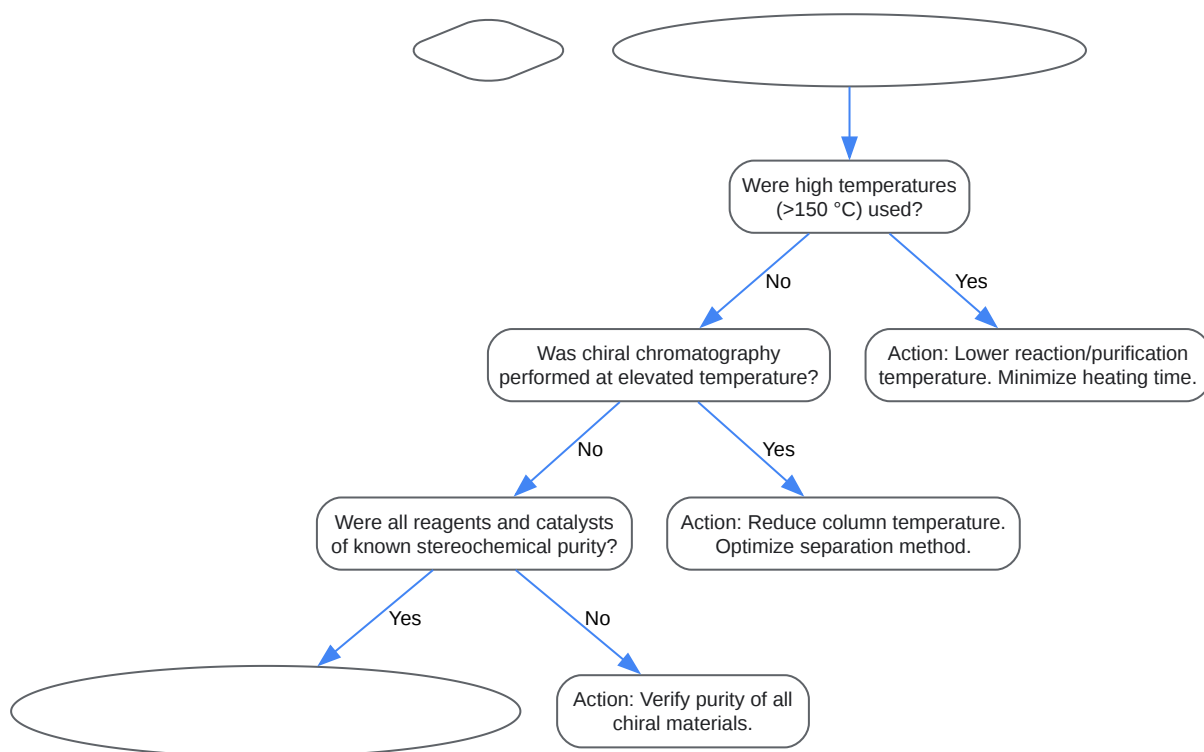 Were high temperatures
(>150 °C) used?
No
Yes
Was chiral chromatography
performed at elevated temperature?
Action: Lower reaction/purification
temperature. Minimize heating time.
No
Yes
Were all reagents and catalysts
of known stereochemical purity?
Action: Reduce column temperature.
Optimize separation method.
Yes
No
Action: Verify purity of all
chiral materials.